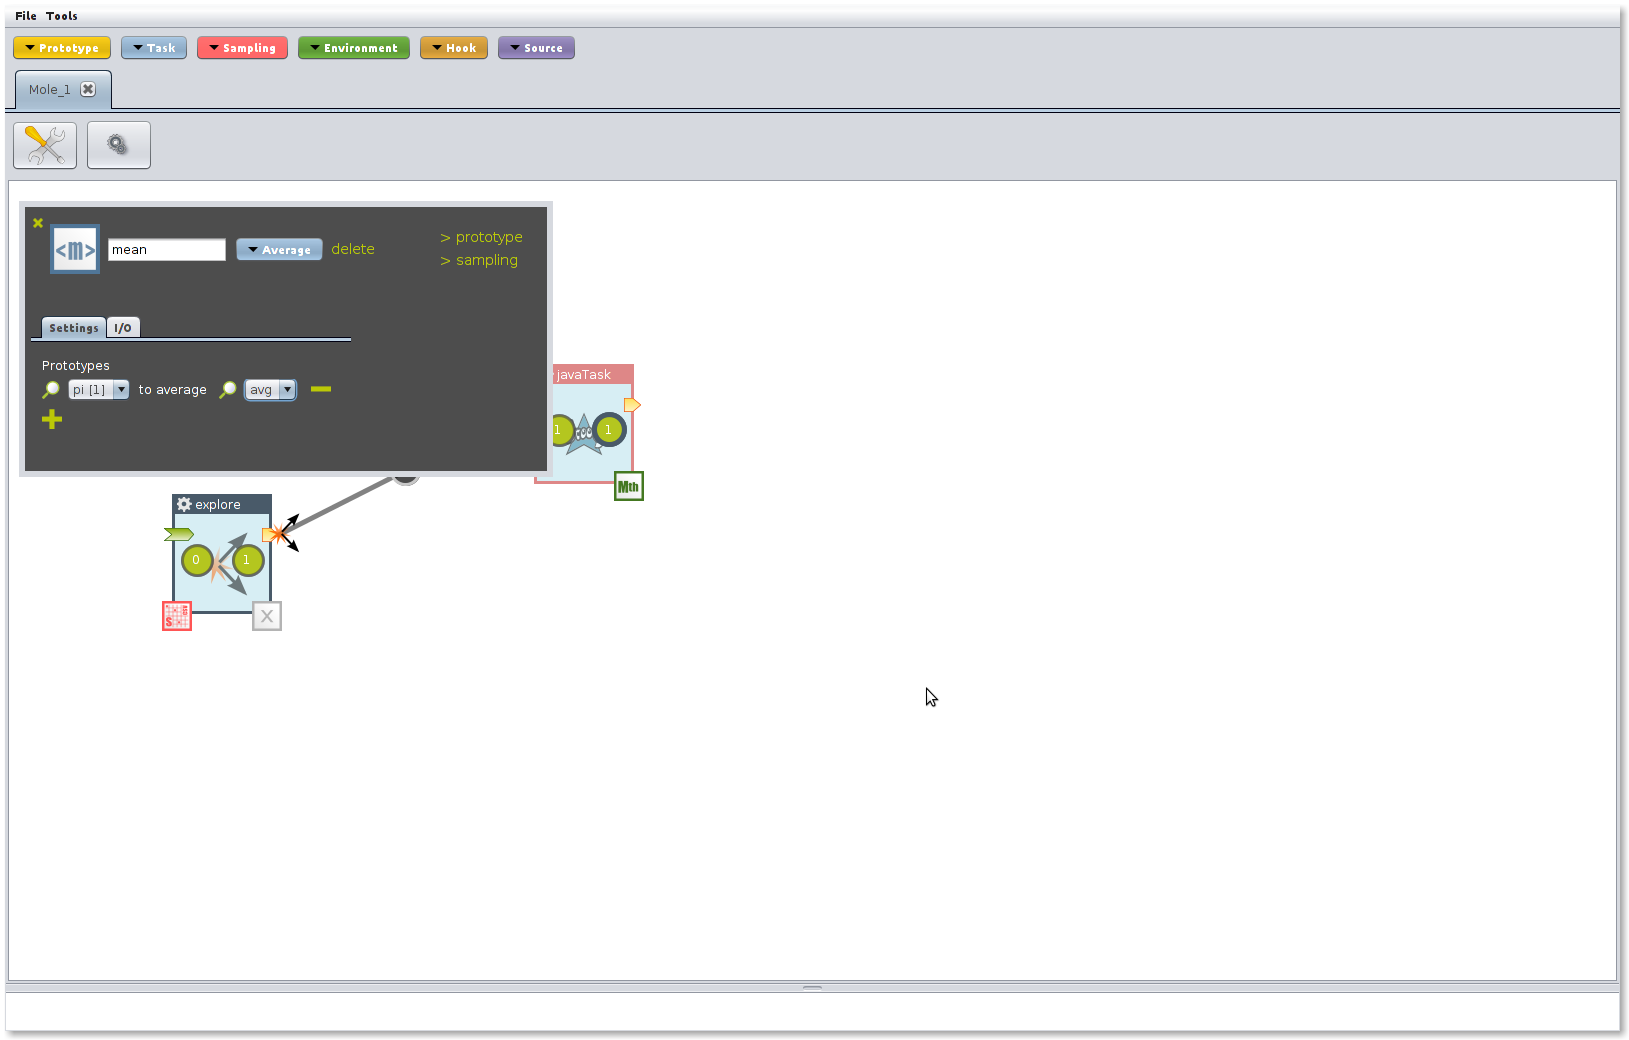 File Tools
Prototype Task Sampling Environment Hook Source
Mole_1
<m> mean Average delete
> prototype
> sampling
Settings I/O
Prototypes
pi [1] to average avg
javaTask
1 1
Mth
explore
0 1
S X